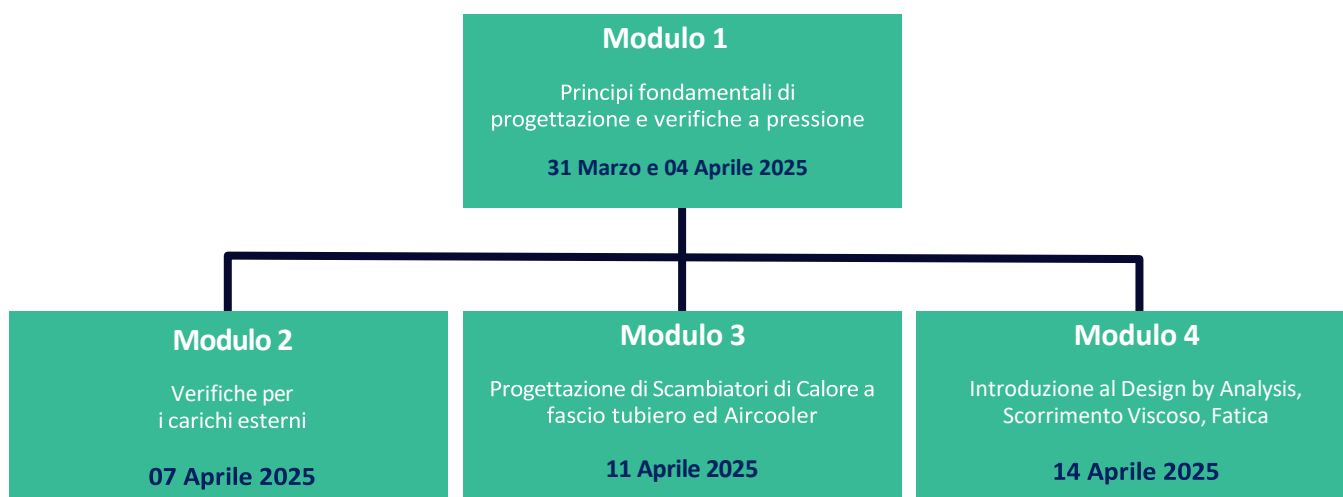 Modulo 1
Principi fondamentali di
progettazione e verifiche a pressione
31 Marzo e 04 Aprile 2025
Modulo 2
Verifiche per
i carichi esterni
07 Aprile 2025
Modulo 3
Progettazione di Scambiatori di Calore a
fascio tubiero ed Aircooler
11 Aprile 2025
Modulo 4
Introduzione al Design by Analysis,
Scorrimento Viscoso, Fatica
14 Aprile 2025